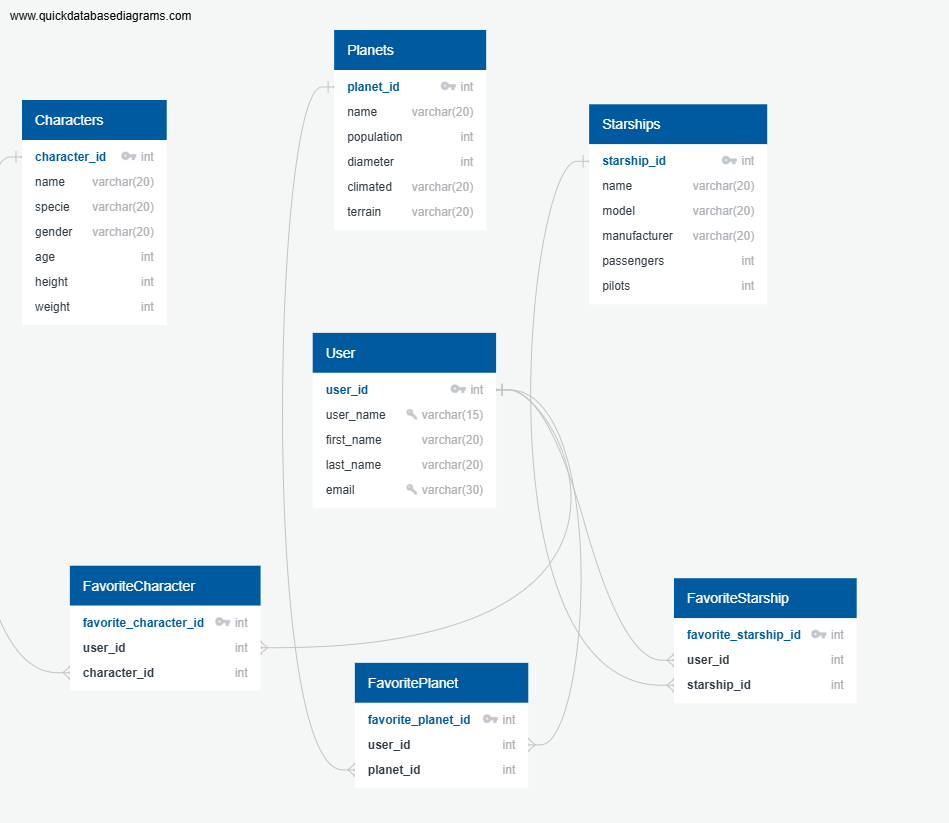 www.quickdatabasediagrams.com
Planets
planet_id int
name varchar(20)
population int
diameter int
climated varchar(20)
terrain varchar(20)
Characters
character_id int
name varchar(20)
specie varchar(20)
gender varchar(20)
age int
height int
weight int
Starships
starship_id int
name varchar(20)
model varchar(20)
manufacturer varchar(20)
passengers int
pilots int
User
user_id int
user_name varchar(15)
first_name varchar(20)
last_name varchar(20)
email varchar(30)
FavoriteCharacter
favorite_character_id int
user_id int
character_id int
FavoritePlanet
favorite_planet_id int
user_id int
planet_id int
FavoriteStarship
favorite_starship_id int
user_id int
starship_id int